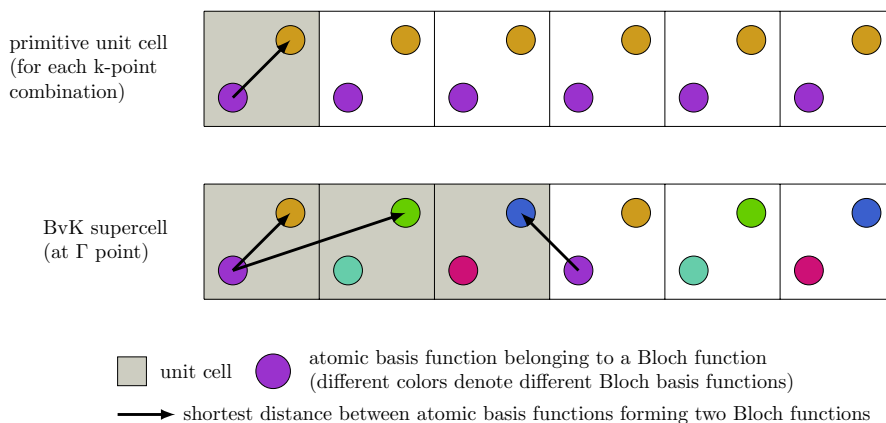 primitive unit cell
(for each k-point
combination)
BvK supercell
(at Γ point)
unit cell
atomic basis function belonging to a Bloch function
(different colors denote different Bloch basis functions)
shortest distance between atomic basis functions forming two Bloch functions